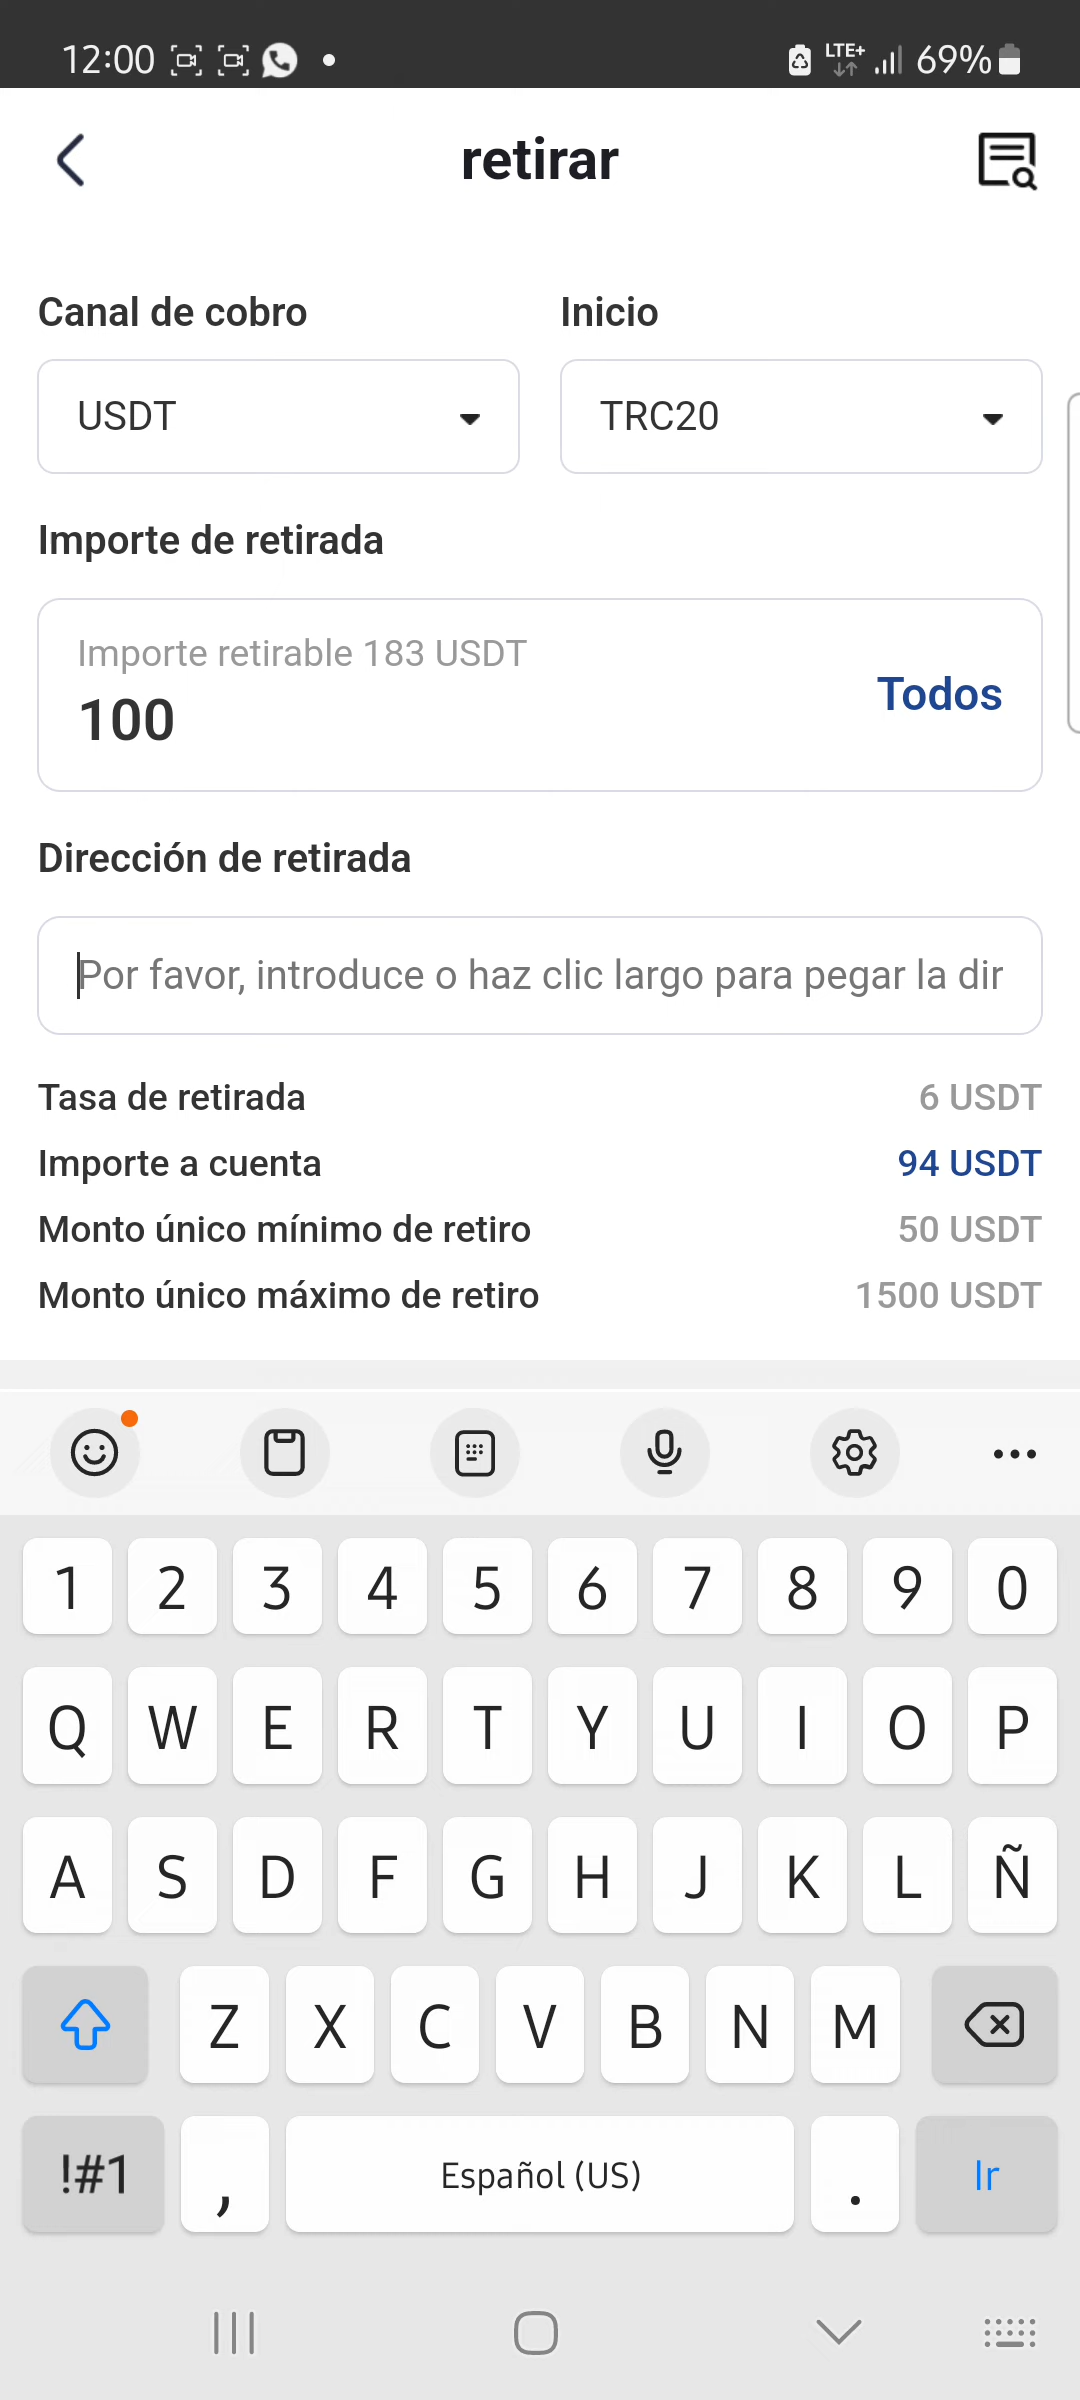 12:00 LTE+ 69%
retirar
Canal de cobro Inicio
USDT TRC20
Importe de retirada
Importe retirable 183 USDT
100 Todos
Dirección de retirada
Por favor, introduce o haz clic largo para pegar la dir
Tasa de retirada 6 USDT
Importe a cuenta 94 USDT
Monto único mínimo de retiro 50 USDT
Monto único máximo de retiro 1500 USDT
1 2 3 4 5 6 7 8 9 0
Q W E R T Y U I O P
A S D F G H J K L Ñ
Z X C V B N M
!#1 , Español (US) . Ir